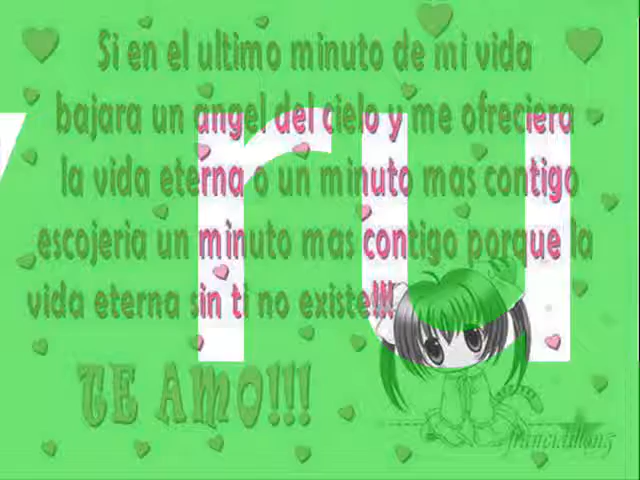 Si en el ultimo minuto de mi vida
bajara un angel del cielo y me ofreciera
la vida eterna o un minuto mas contigo
escojeria un minuto mas contigo porque la
vida eterna sin ti no existe!!!
TE AMO!!!
ru